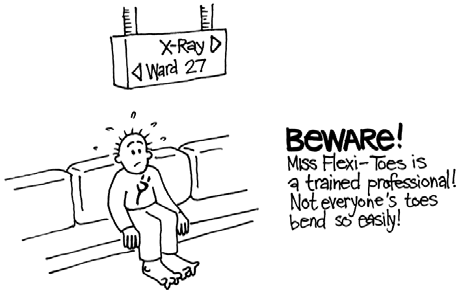 X-Ray ▷
◁ Ward 27
BEWARE!
Miss Flexi-Toes is
a trained professional!
Not everyone's toes
bend so easily!